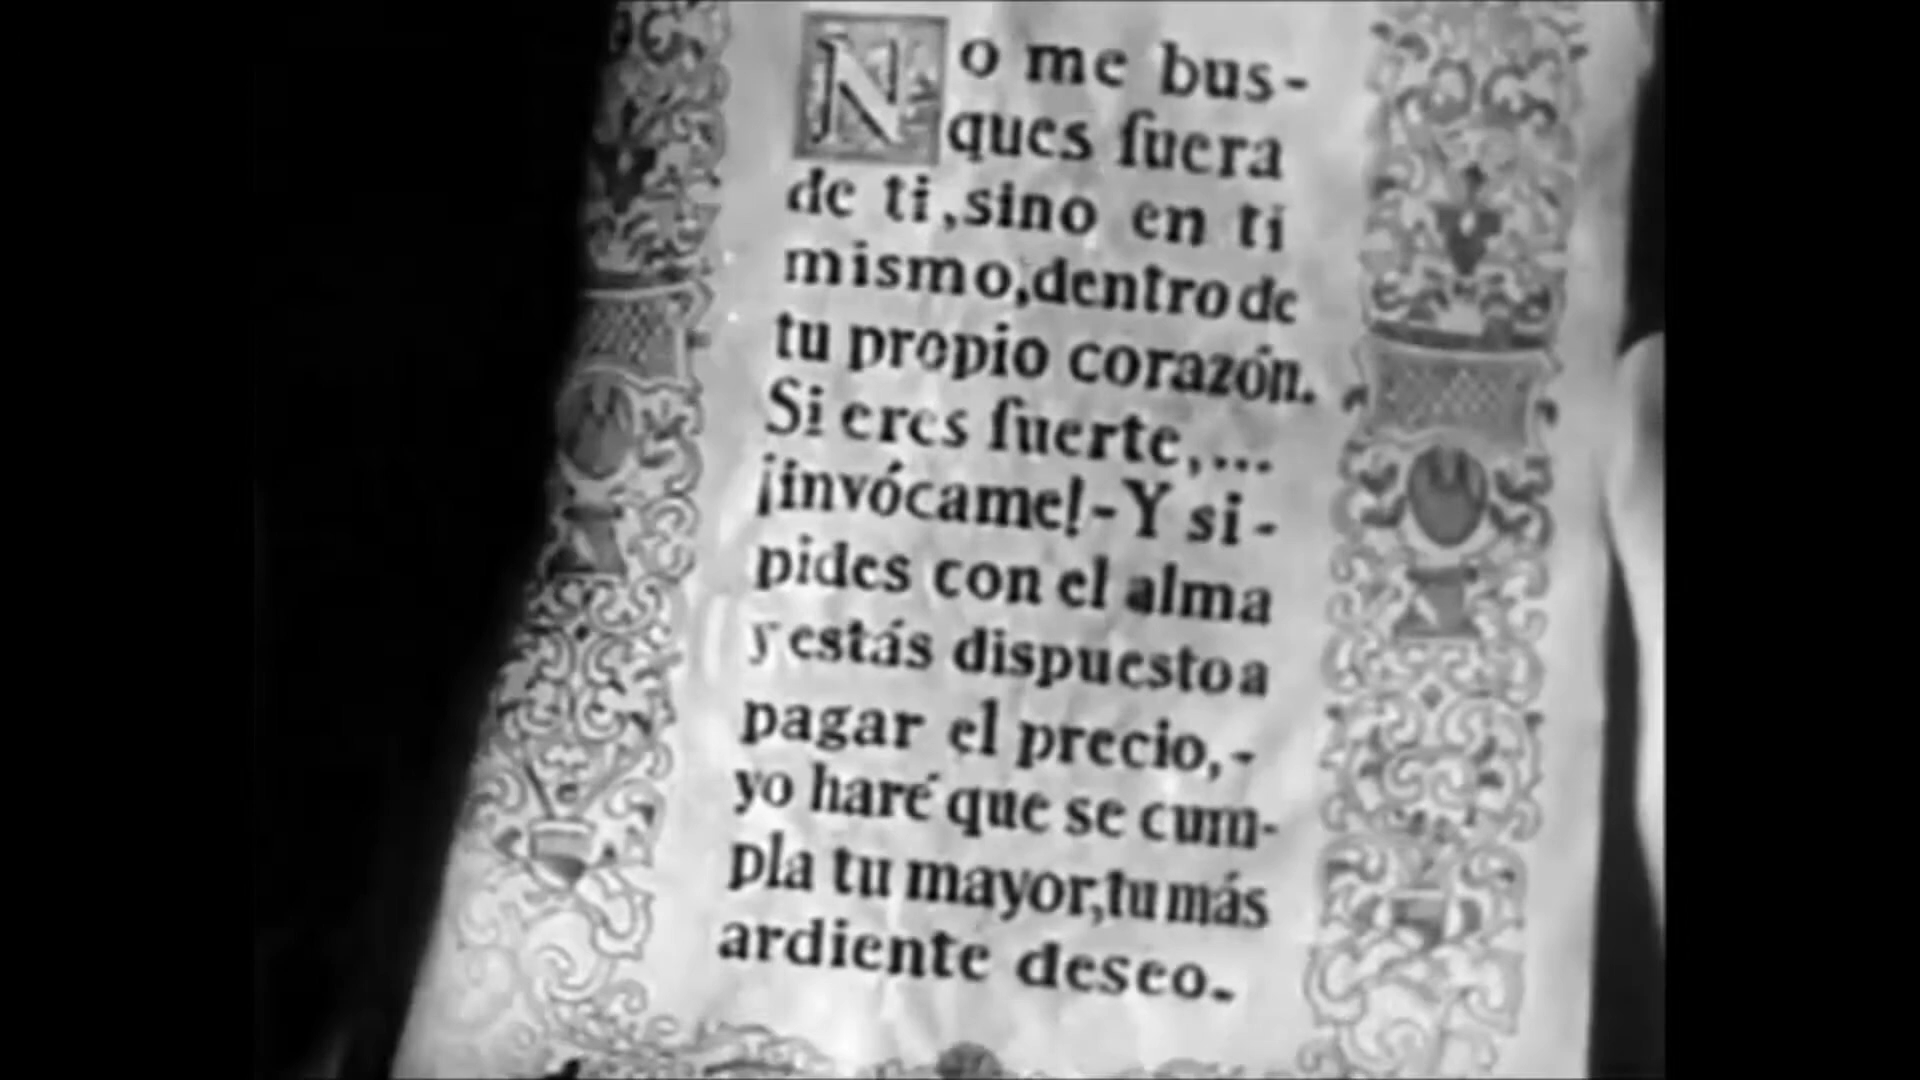 No me bus-
ques fuera
de ti, sino en ti
mismo, dentro de
tu propio corazón.
Si eres fuerte,...
¡invócame!-Y si-
pides con el alma
y estás dispuesto a
pagar el precio,-
yo haré que se cum-
pla tu mayor, tu más
ardiente deseo.